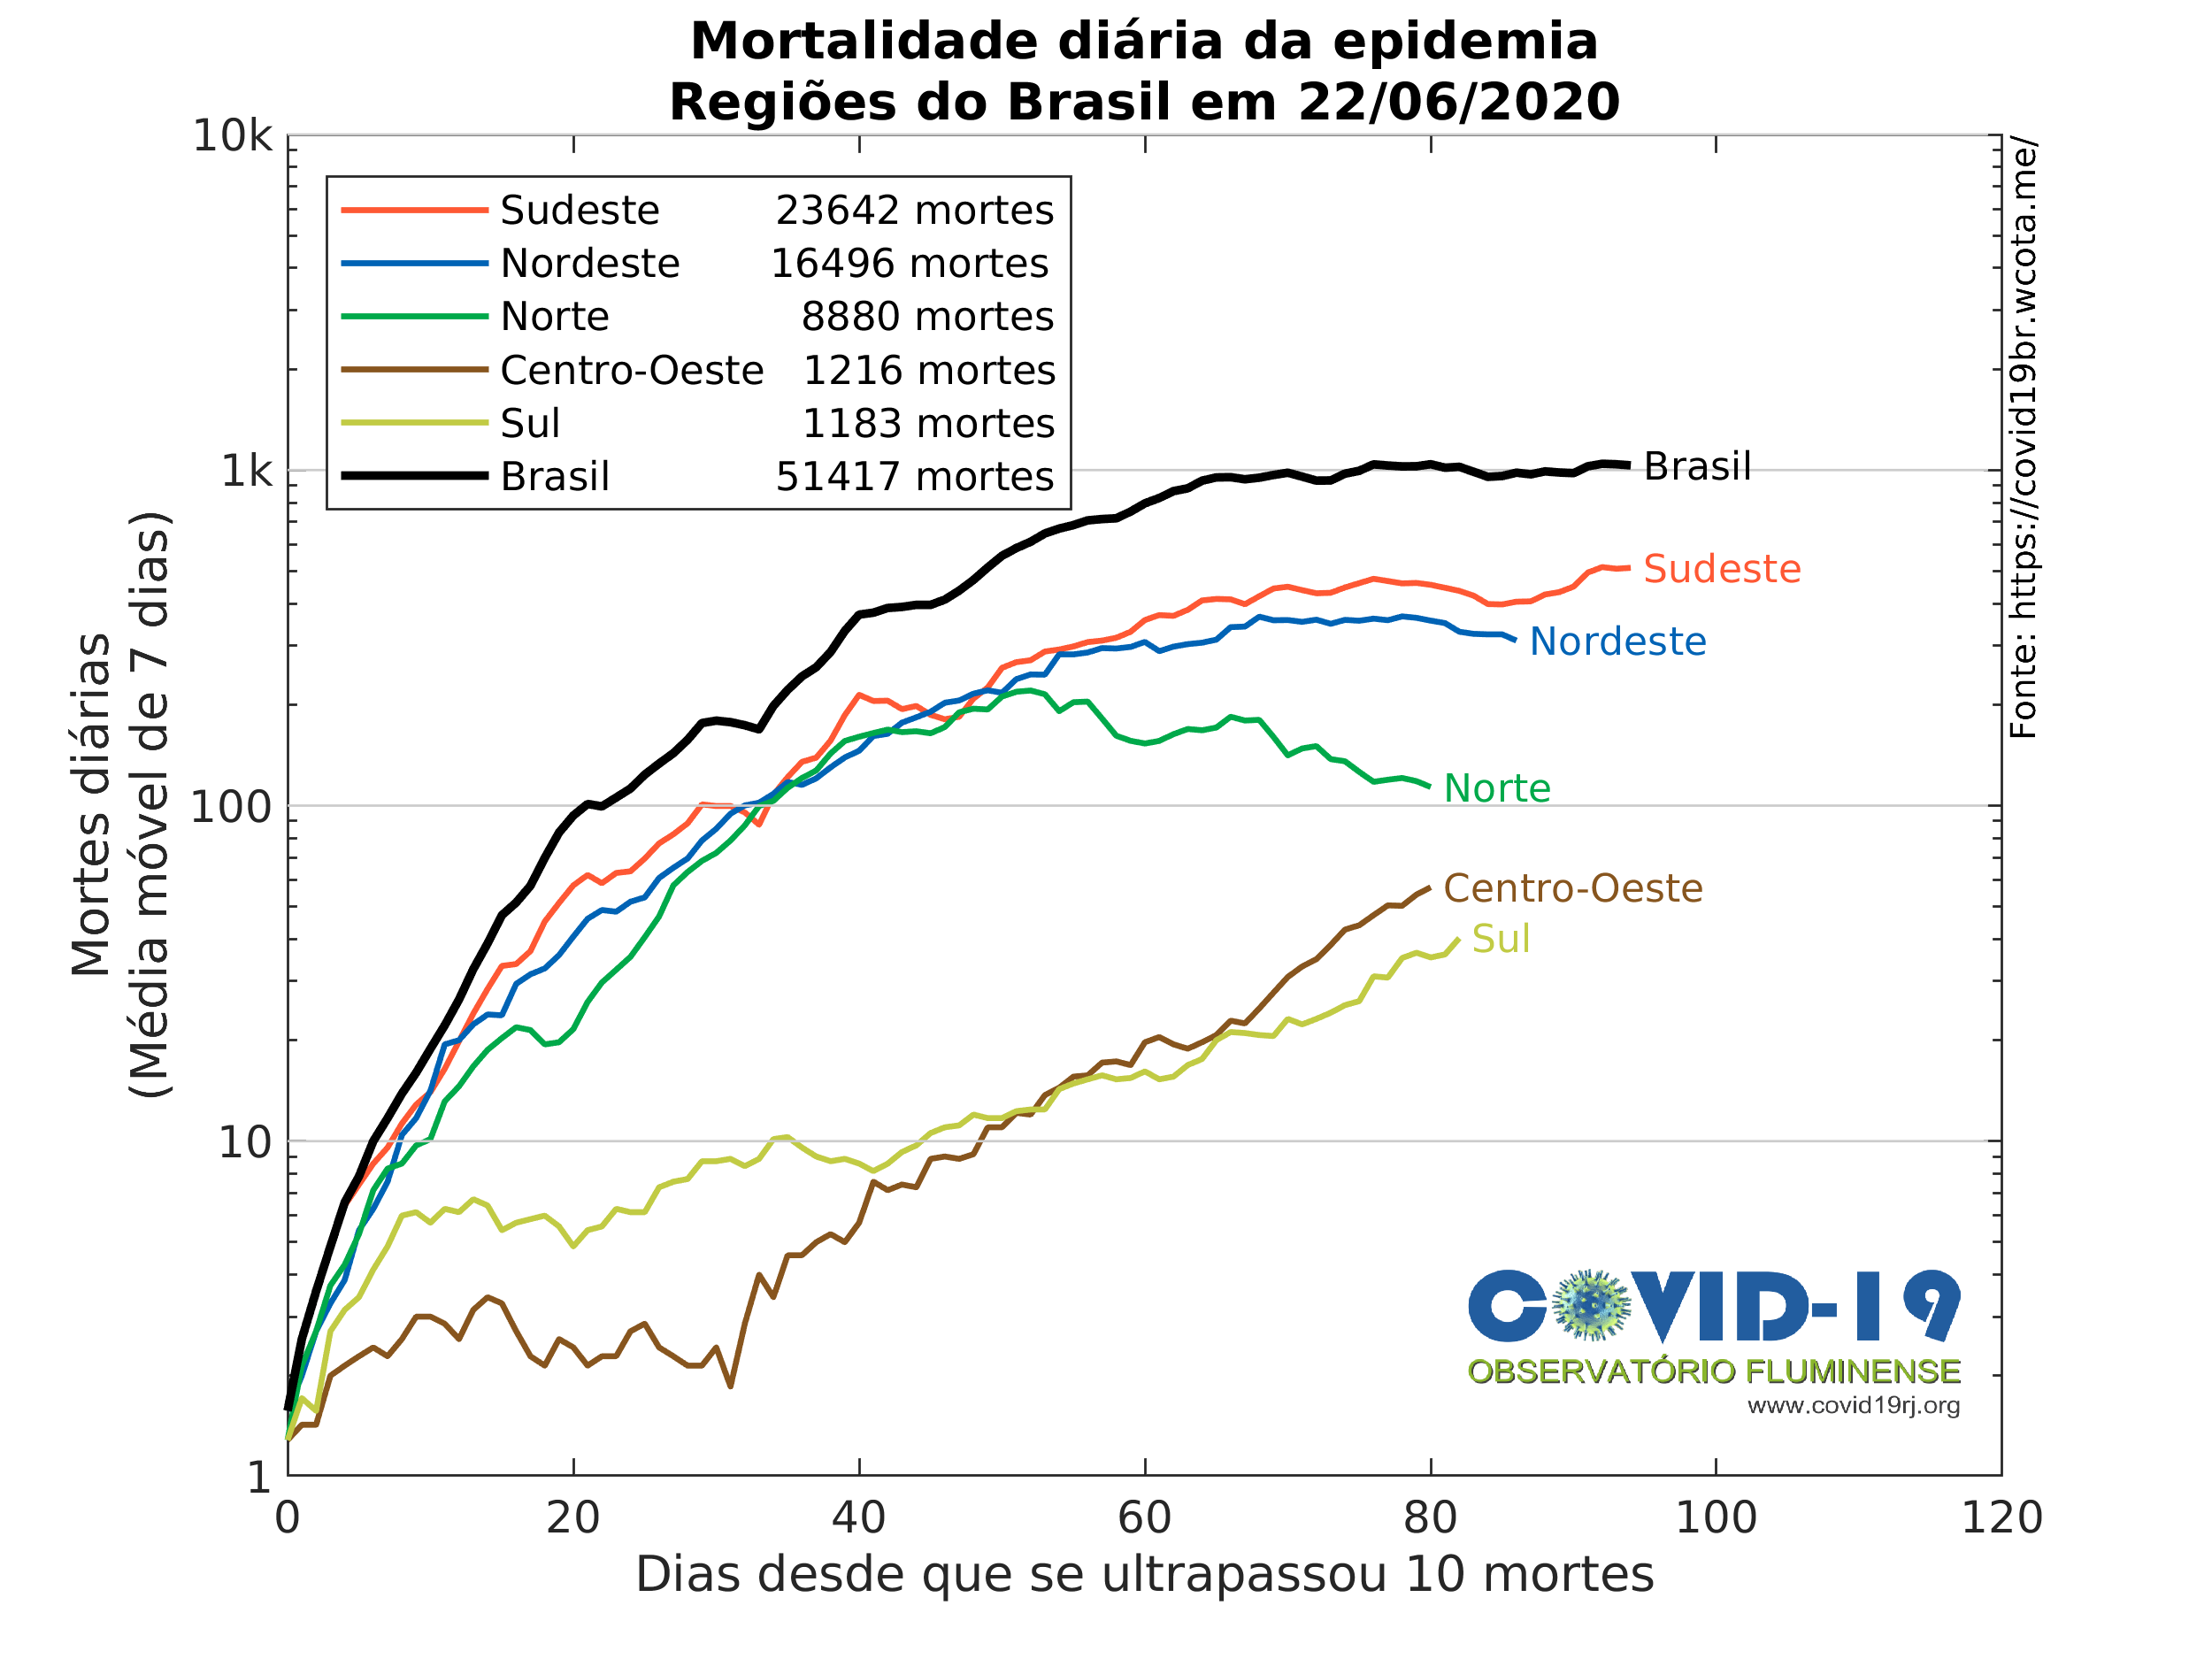 Mortalidade diária da epidemia
Regiões do Brasil em 22/06/2020
10k
1k
100
10
1
Mortes diárias
(Média móvel de 7 dias)
Sudeste 23642 mortes
Nordeste 16496 mortes
Norte 8880 mortes
Centro-Oeste 1216 mortes
Sul 1183 mortes
Brasil 51417 mortes
Brasil
Sudeste
Nordeste
Norte
Centro-Oeste
Sul
Fonte: https://covid19br.wcota.me/
COVID-19
OBSERVATÓRIO FLUMINENSE
www.covid19rj.org
0 20 40 60 80 100 120
Dias desde que se ultrapassou 10 mortes